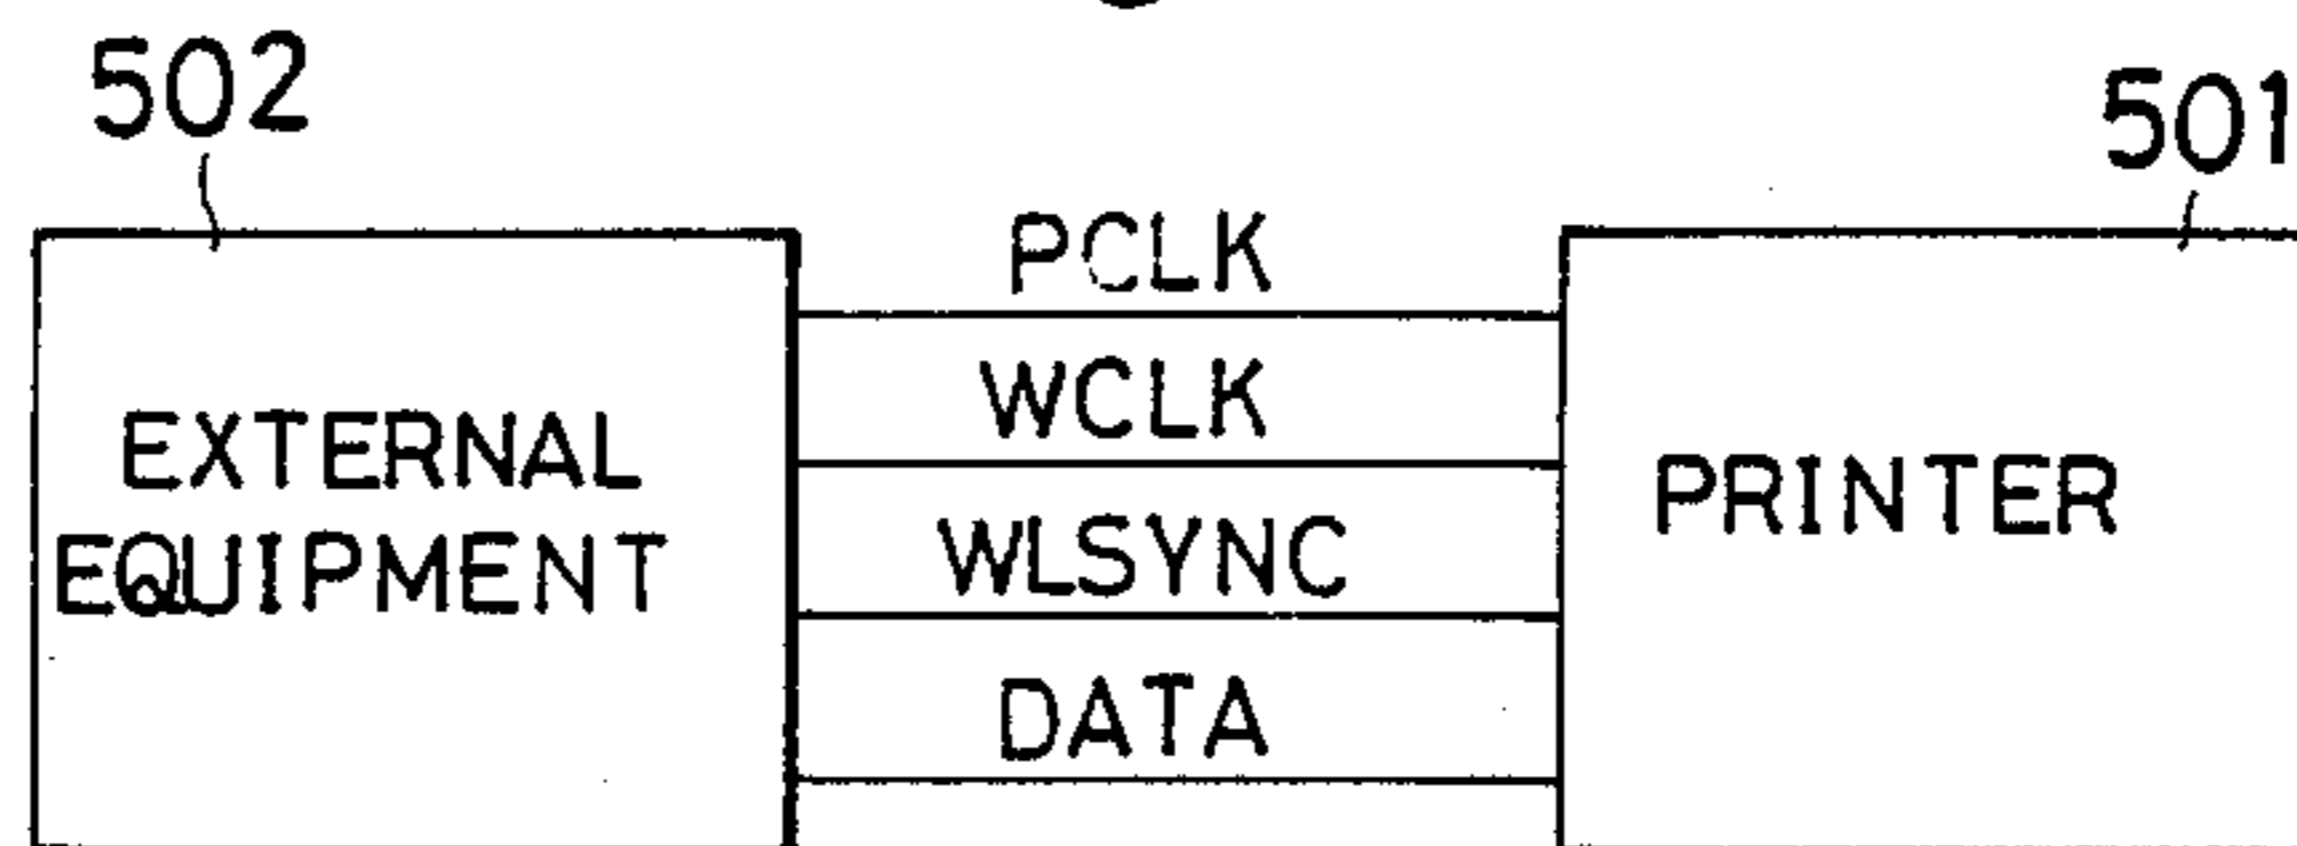 502
501
PCLK
WCLK
EXTERNAL
EQUIPMENT
WLSYNC
PRINTER
DATA